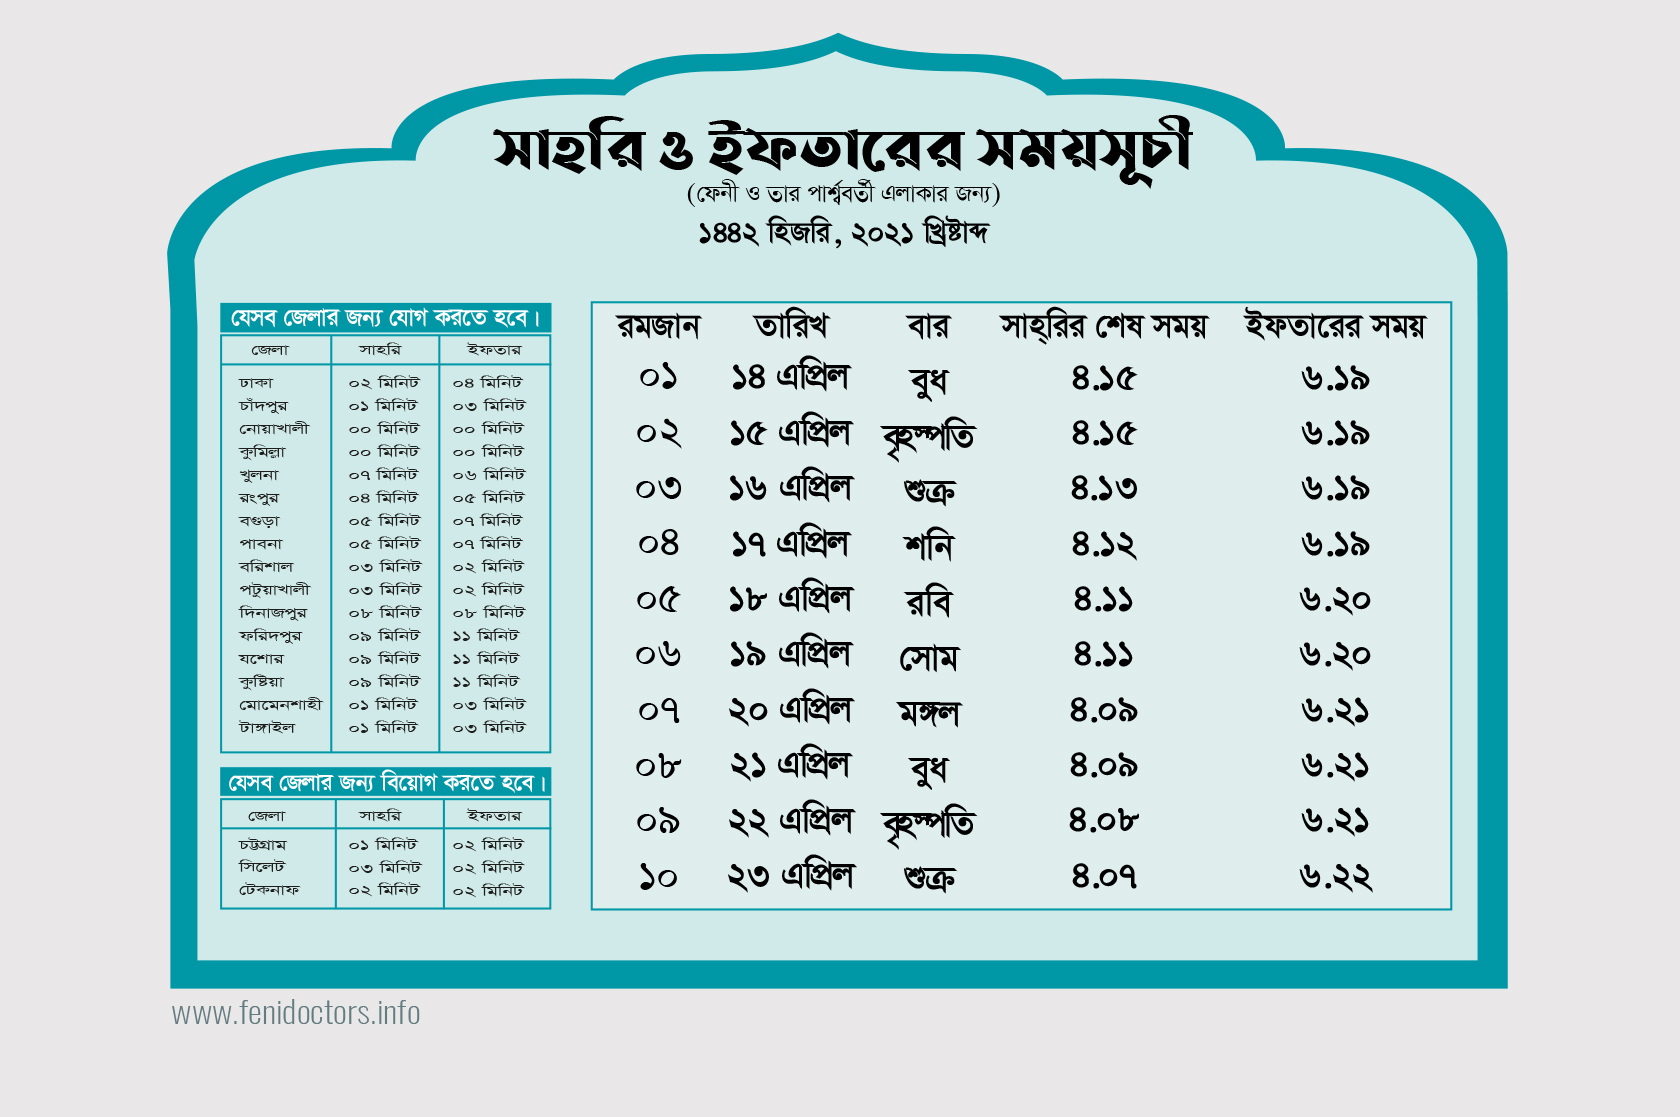 সাহরি ও ইফতারের সময়সূচী
(ফেনী ও তার পার্শ্ববর্তী এলাকার জন্য)
১৪৪২ হিজরি, ২০২১ খ্রিষ্টাব্দ
যেসব জেলার জন্য যোগ করতে হবে।
জেলা সাহরি ইফতার
ঢাকা ০২ মিনিট ০৪ মিনিট
চাঁদপুর ০১ মিনিট ০৩ মিনিট
নোয়াখালী ০০ মিনিট ০০ মিনিট
কুমিল্লা ০০ মিনিট ০০ মিনিট
খুলনা ০৭ মিনিট ০৬ মিনিট
রংপুর ০৪ মিনিট ০৫ মিনিট
বগুড়া ০৫ মিনিট ০৭ মিনিট
পাবনা ০৫ মিনিট ০৭ মিনিট
বরিশাল ০৩ মিনিট ০২ মিনিট
পটুয়াখালী ০৩ মিনিট ০২ মিনিট
দিনাজপুর ০৮ মিনিট ০৮ মিনিট
ফরিদপুর ০৯ মিনিট ১১ মিনিট
যশোর ০৯ মিনিট ১১ মিনিট
কুষ্টিয়া ০৯ মিনিট ১১ মিনিট
মোমেনশাহী ০১ মিনিট ০৩ মিনিট
টাঙ্গাইল ০১ মিনিট ০৩ মিনিট
যেসব জেলার জন্য বিয়োগ করতে হবে।
জেলা সাহরি ইফতার
চট্টগ্রাম ০১ মিনিট ০২ মিনিট
সিলেট ০৩ মিনিট ০২ মিনিট
টেকনাফ ০২ মিনিট ০২ মিনিট
রমজান তারিখ বার সাহ্‌রির শেষ সময় ইফতারের সময়
০১ ১৪ এপ্রিল বুধ ৪.১৫ ৬.১৯
০২ ১৫ এপ্রিল বৃহস্পতি ৪.১৫ ৬.১৯
০৩ ১৬ এপ্রিল শুক্র ৪.১৩ ৬.১৯
০৪ ১৭ এপ্রিল শনি ৪.১২ ৬.১৯
০৫ ১৮ এপ্রিল রবি ৪.১১ ৬.২০
০৬ ১৯ এপ্রিল সোম ৪.১১ ৬.২০
০৭ ২০ এপ্রিল মঙ্গল ৪.০৯ ৬.২১
০৮ ২১ এপ্রিল বুধ ৪.০৯ ৬.২১
০৯ ২২ এপ্রিল বৃহস্পতি ৪.০৮ ৬.২১
১০ ২৩ এপ্রিল শুক্র ৪.০৭ ৬.২২
www.fenidoctors.info